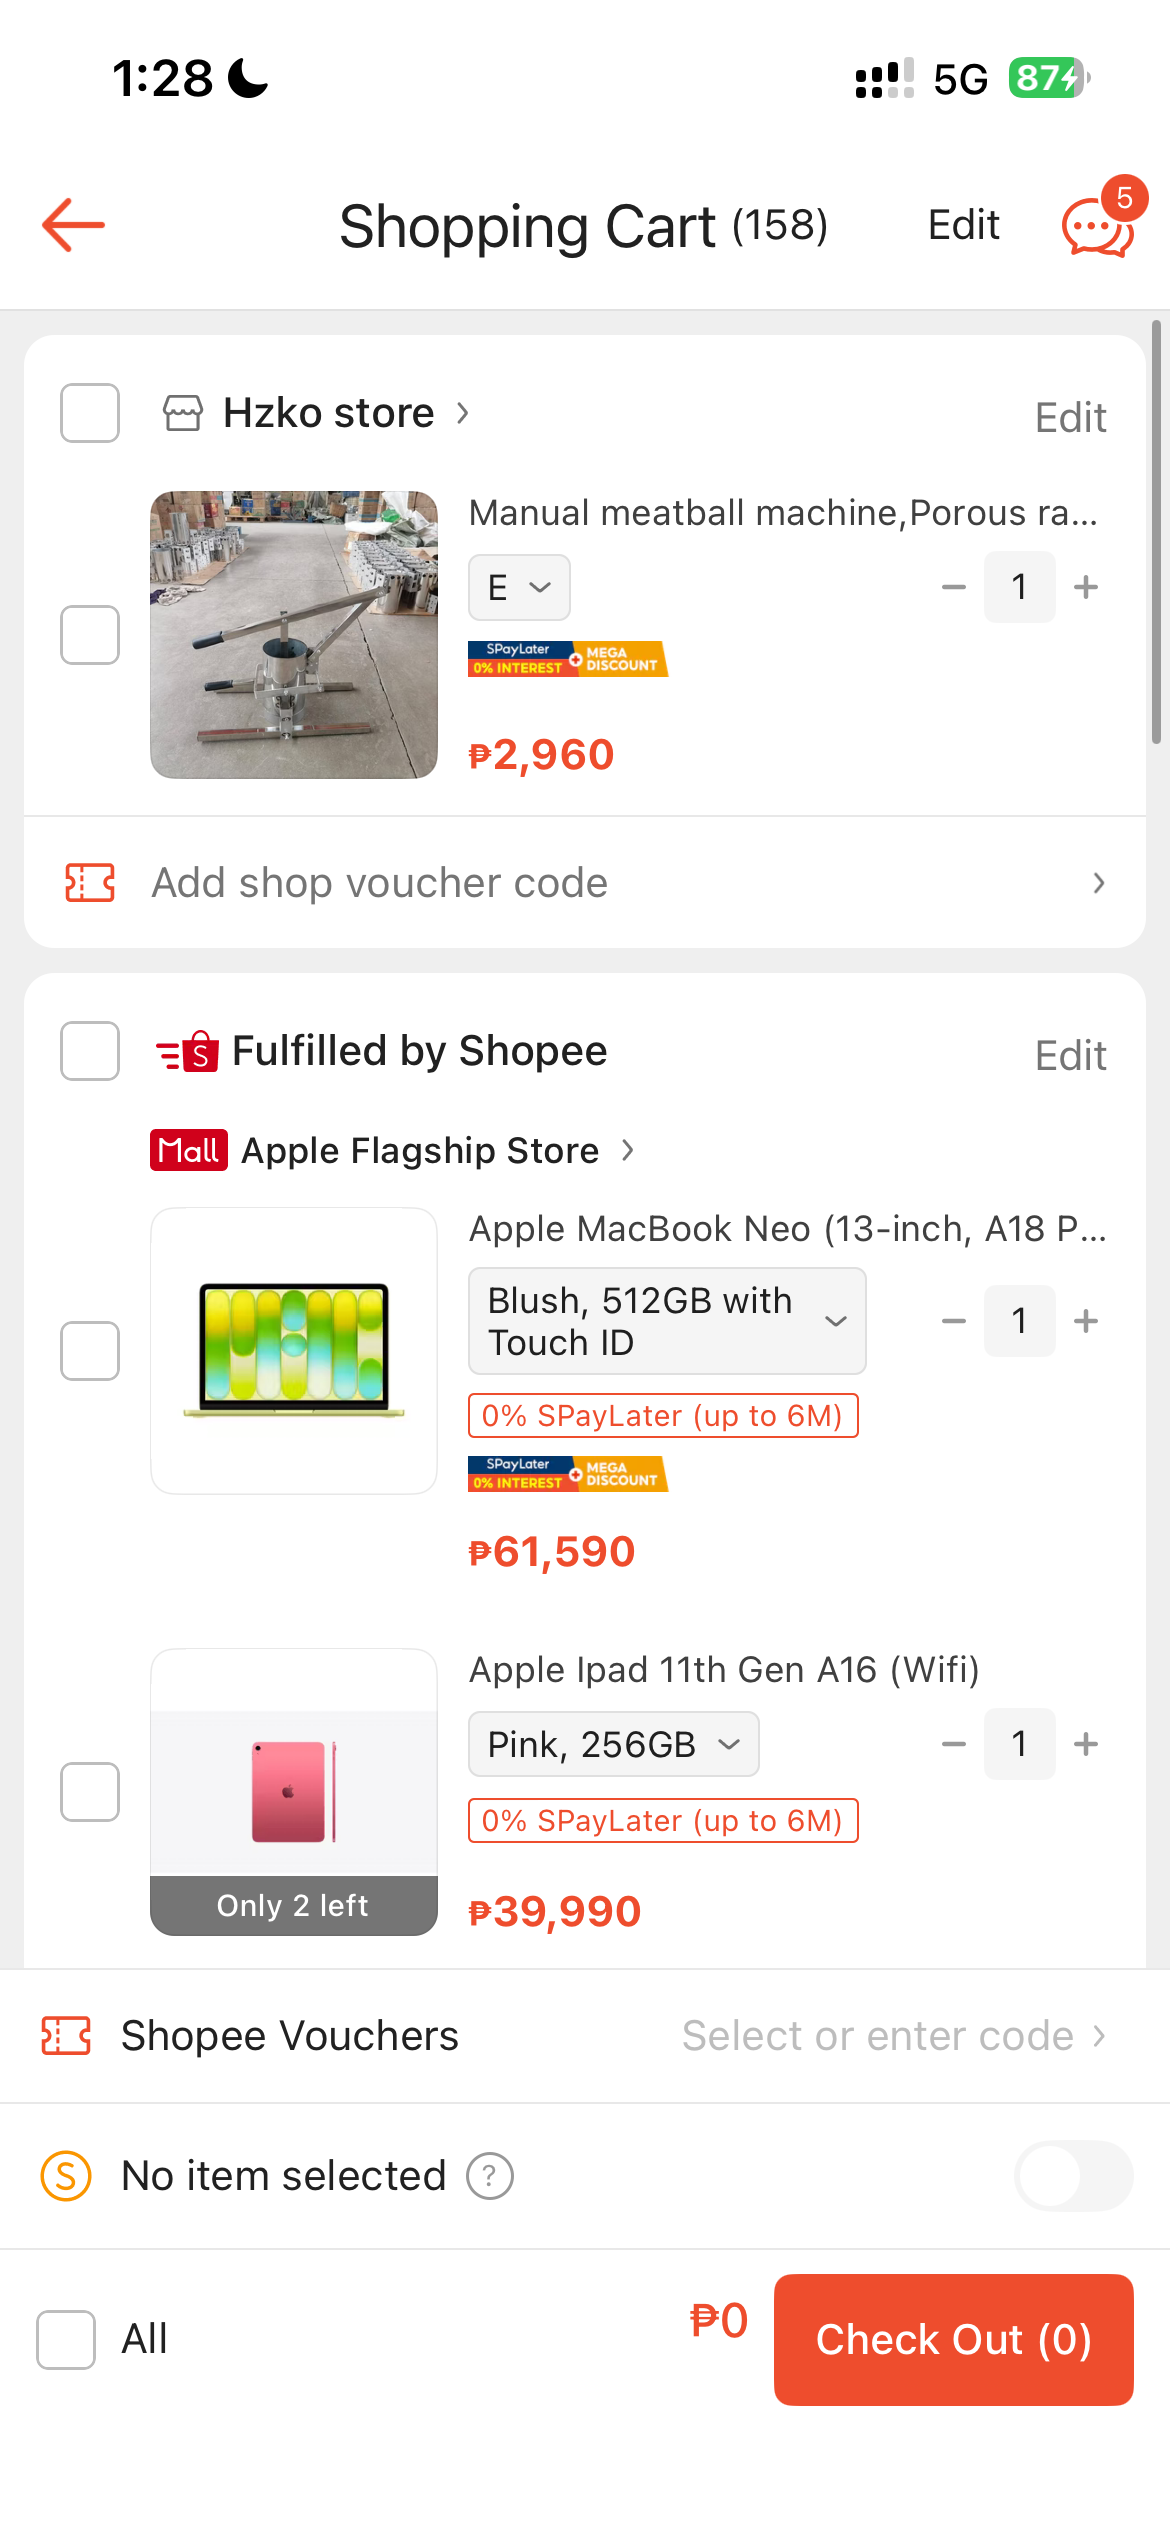 1:28
5G
87
Shopping Cart (158)
Edit
5
Hzko store
Edit
Manual meatball machine,Porous ra...
E
1
SPayLater
0% INTEREST
MEGA
DISCOUNT
₱2,960
Add shop voucher code
S Fulfilled by Shopee
Edit
Mall Apple Flagship Store
Apple MacBook Neo (13-inch, A18 P...
Blush, 512GB with
Touch ID
1
0% SPayLater (up to 6M)
SPayLater
0% INTEREST
MEGA
DISCOUNT
₱61,590
Apple Ipad 11th Gen A16 (Wifi)
Pink, 256GB
1
0% SPayLater (up to 6M)
Only 2 left
₱39,990
Shopee Vouchers
Select or enter code
S No item selected ?
All
₱0
Check Out (0)